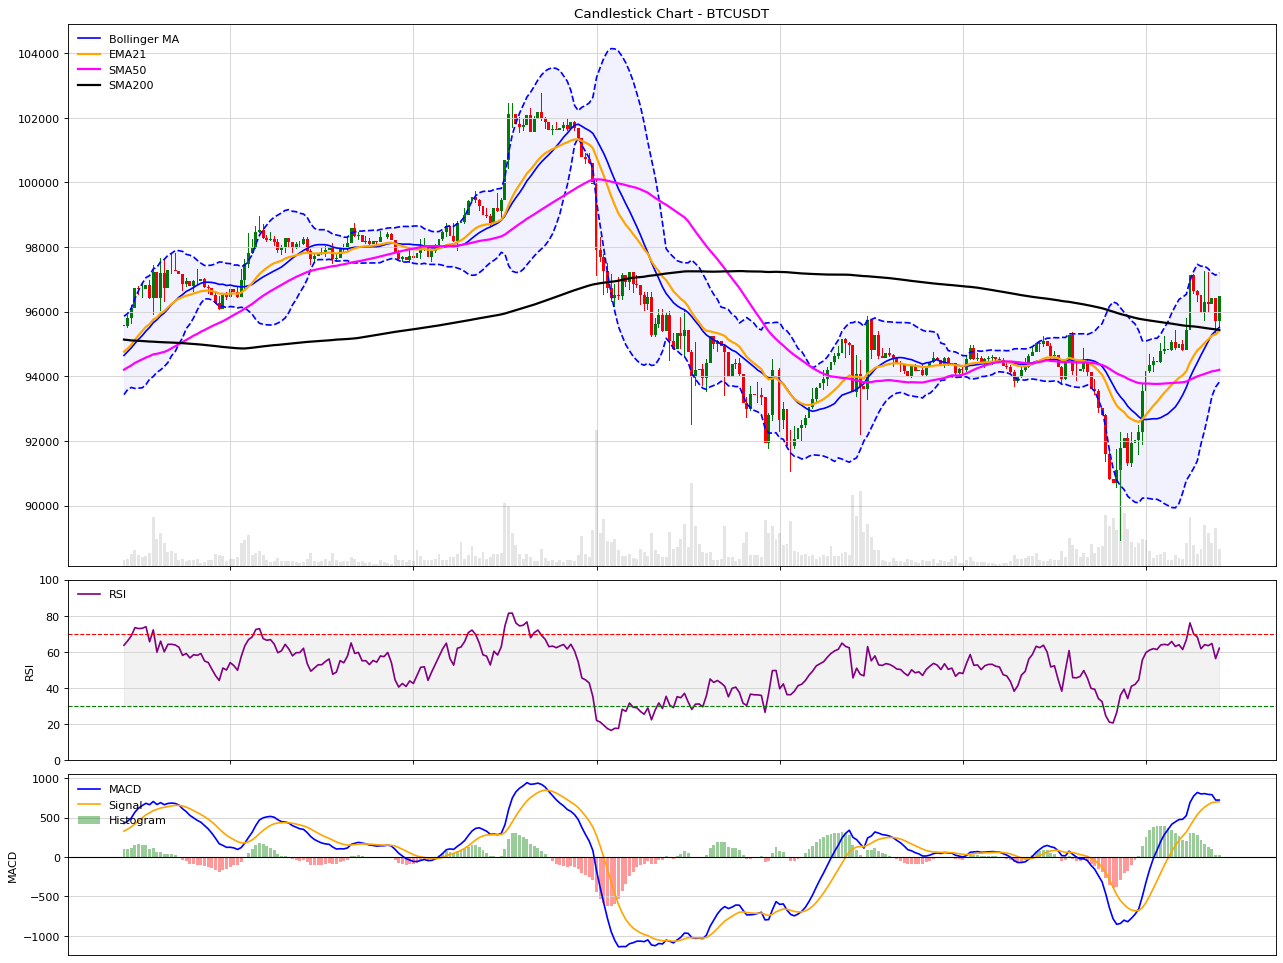 Candlestick Chart - BTCUSDT
Bollinger MA
EMA21
SMA50
SMA200
104000
102000
100000
98000
96000
94000
92000
90000
RSI
RSI
100
80
60
40
20
0
MACD
Signal
Histogram
MACD
1000
500
0
−500
−1000